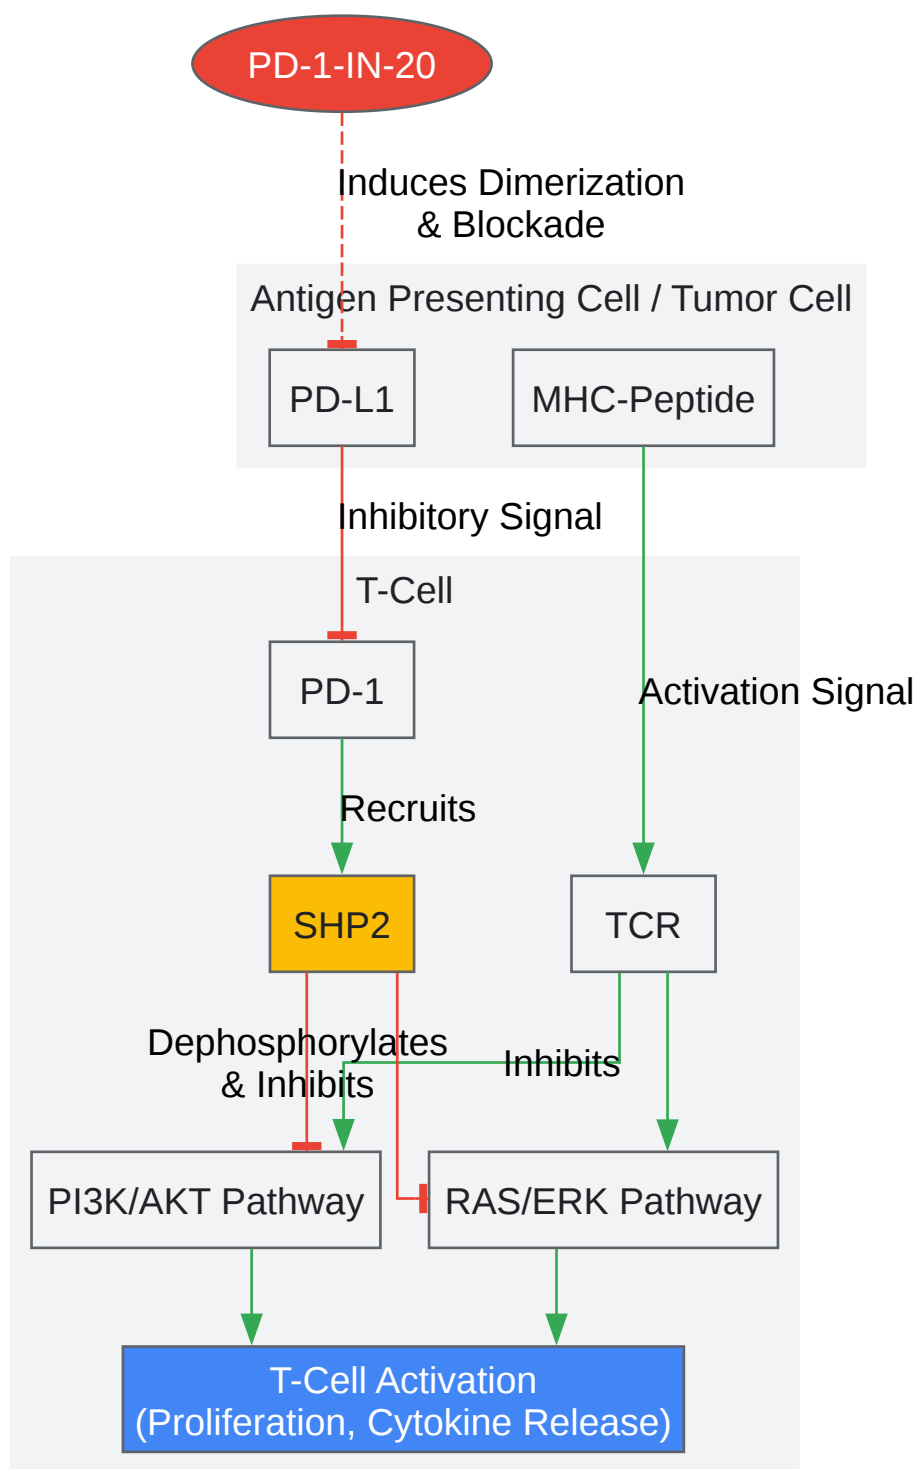 PD-1-IN-20
Induces Dimerization
& Blockade
Antigen Presenting Cell / Tumor Cell
PD-L1
MHC-Peptide
Inhibitory Signal
T-Cell
PD-1
Activation Signal
Recruits
SHP2
TCR
Dephosphorylates
& Inhibits
Inhibits
PI3K/AKT Pathway
RAS/ERK Pathway
T-Cell Activation
(Proliferation, Cytokine Release)